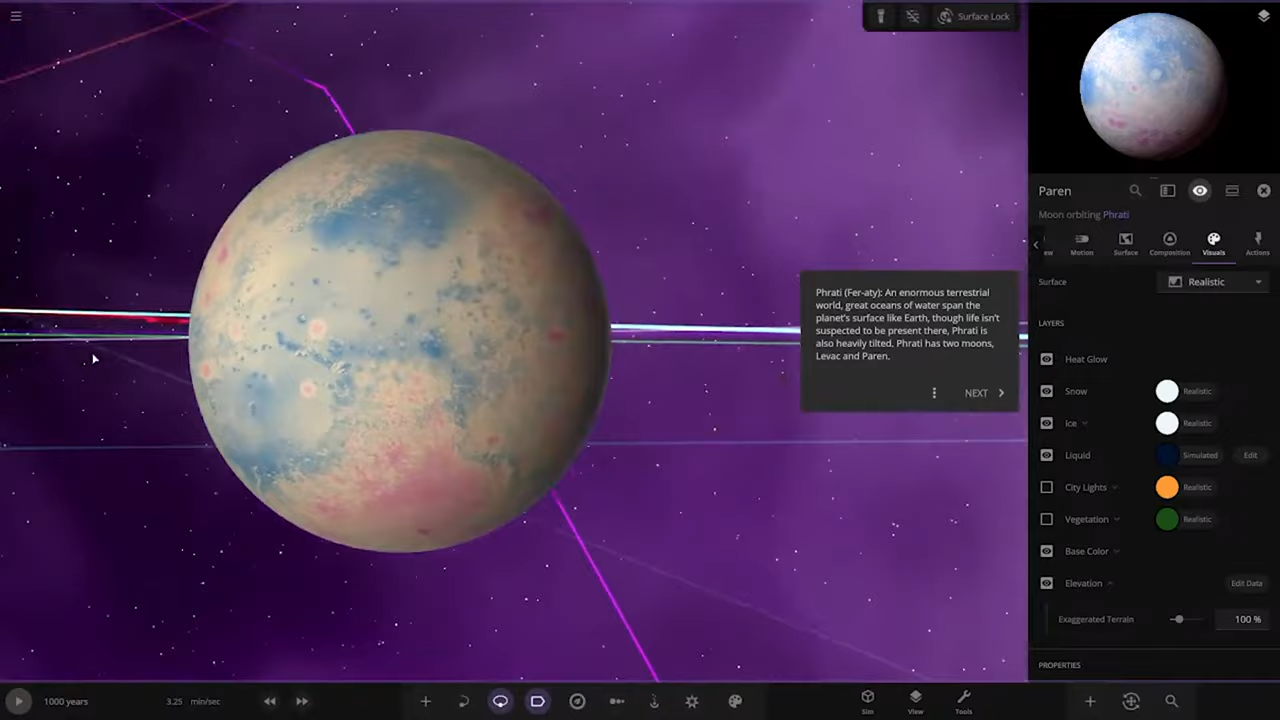 Surface Lock
Paren
Moon orbiting Phrati
ew
Motion
Surface
Composition
Visuals
Actions
Surface
Realistic
LAYERS
Heat Glow
Snow
Realistic
Ice
Realistic
Liquid
Simulated
Edit
City Lights
Realistic
Vegetation
Realistic
Base Color
Elevation
Edit Data
Exaggerated Terrain
100 %
PROPERTIES
Phrati (Fer-aty): An enormous terrestrial
world, great oceans of water span the
planet's surface like Earth, though life isn't
suspected to be present there, Phrati is
also heavily tilted. Phrati has two moons,
Levac and Paren.
NEXT
1000 years
3.25 min/sec
Sim
View
Tools